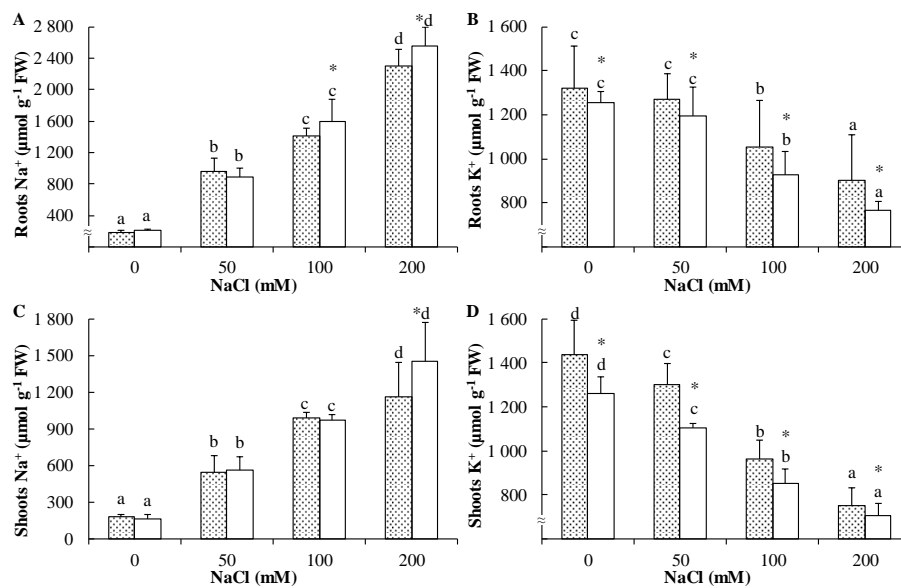 A
Roots Na⁺ (µmol g⁻¹ FW)
2 800
2 400
2 000
1 600
1 200
800
400
a a
b b
c * c
d *d
0 50 100 200
NaCl (mM)
B
Roots K⁺ (µmol g⁻¹ FW)
1 600
1 400
1 200
1 000
800
c * c
c * c
b * b
a * a
0 50 100 200
NaCl (mM)
C
Shoots Na⁺ (µmol g⁻¹ FW)
1 800
1 500
1 200
900
600
300
0
a a
b b
c c
d *d
0 50 100 200
NaCl (mM)
D
Shoots K⁺ (µmol g⁻¹ FW)
1 600
1 400
1 200
1 000
800
d * d
c * c
b * b
a * a
0 50 100 200
NaCl (mM)